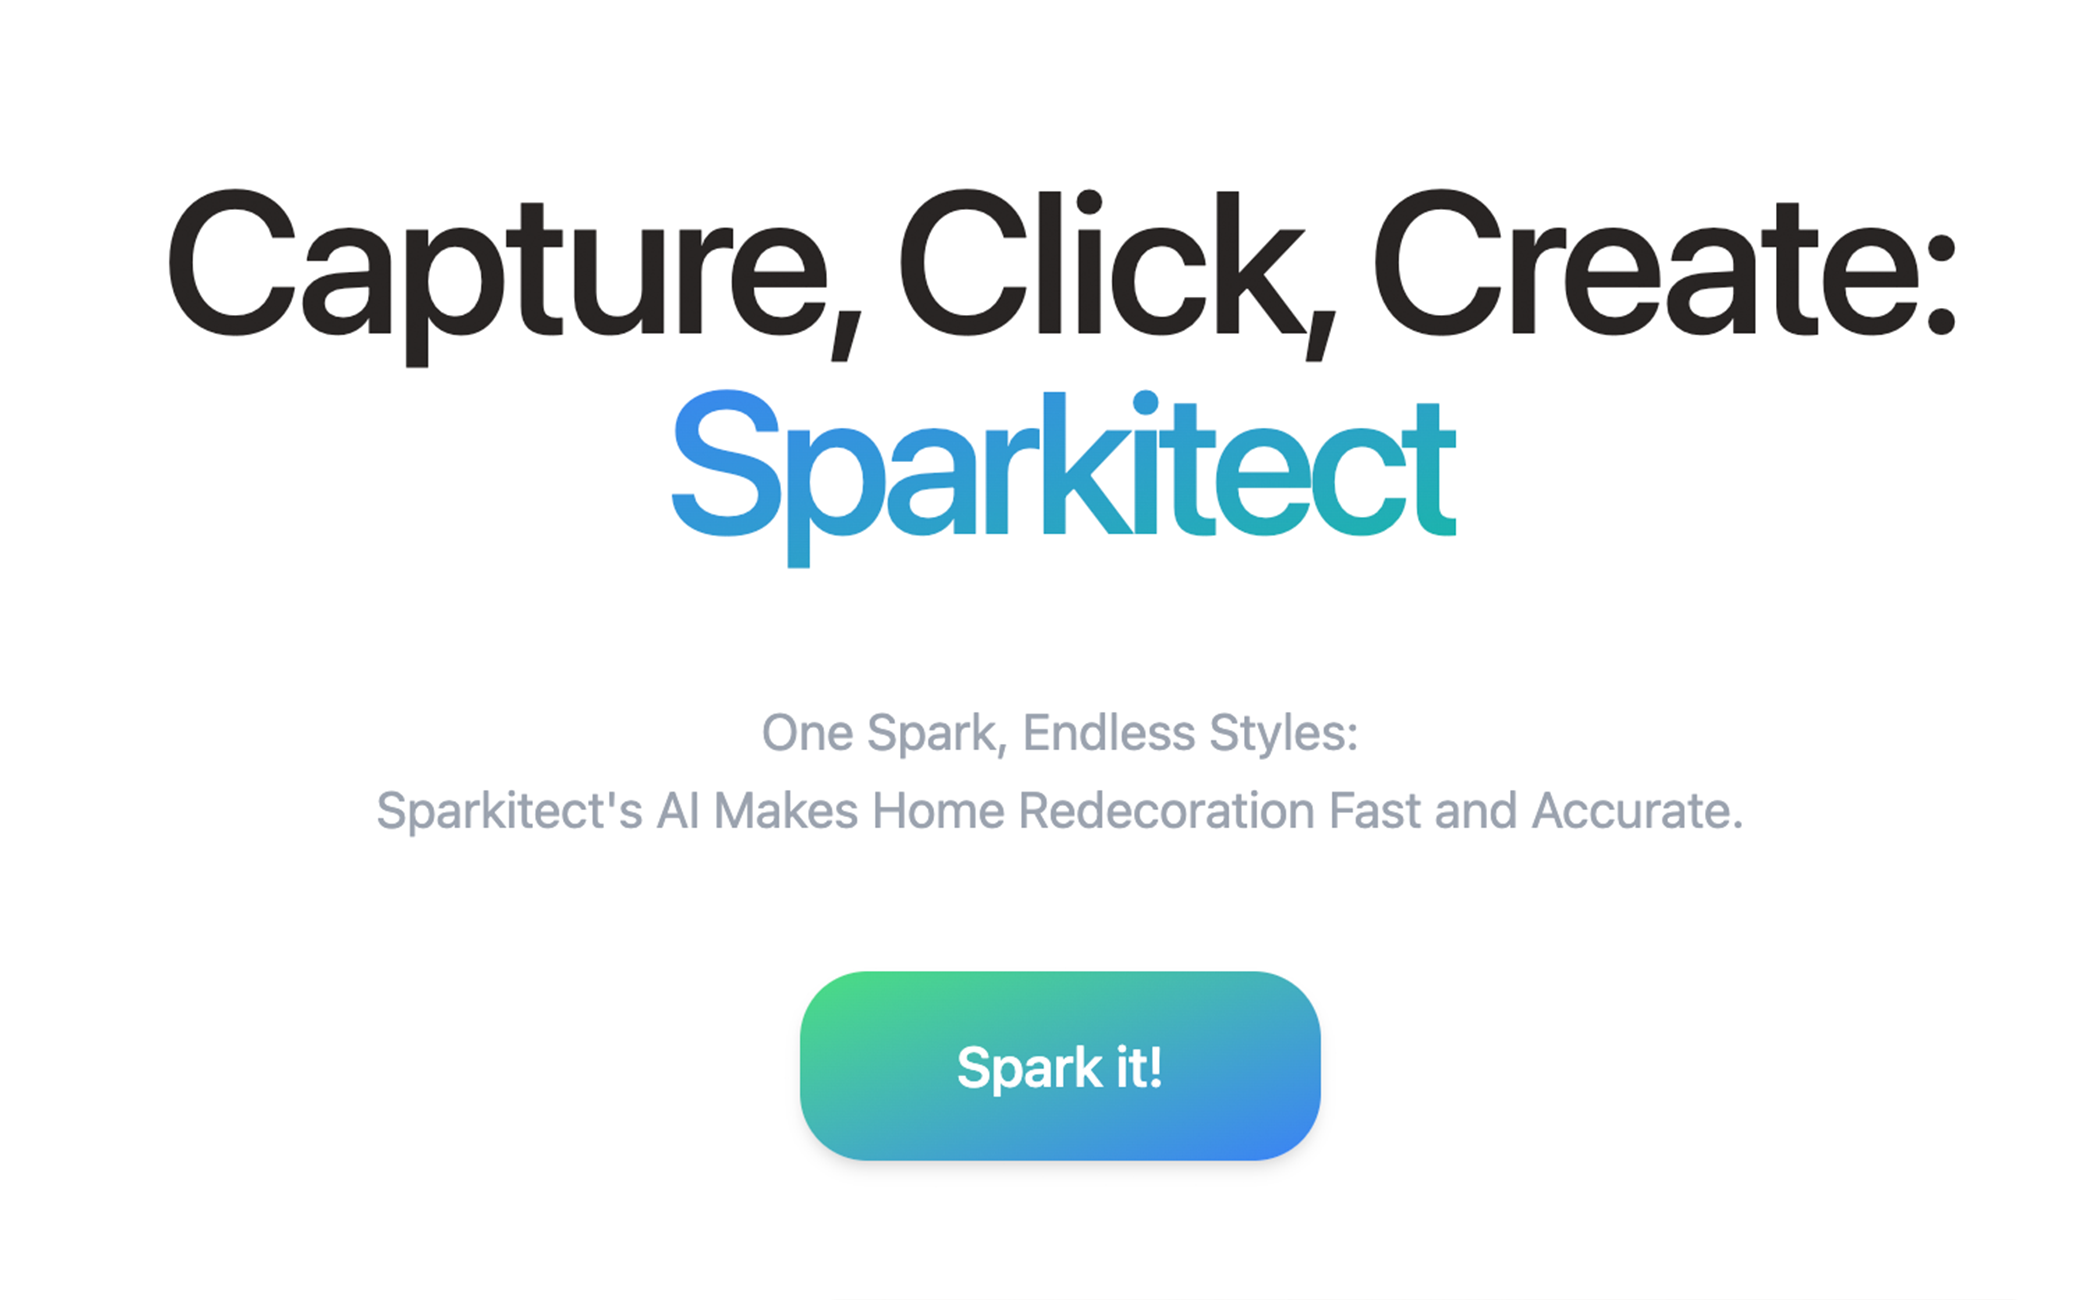 Capture, Click, Create:
Sparkitect
One Spark, Endless Styles:
Sparkitect's AI Makes Home Redecoration Fast and Accurate.
Spark it!